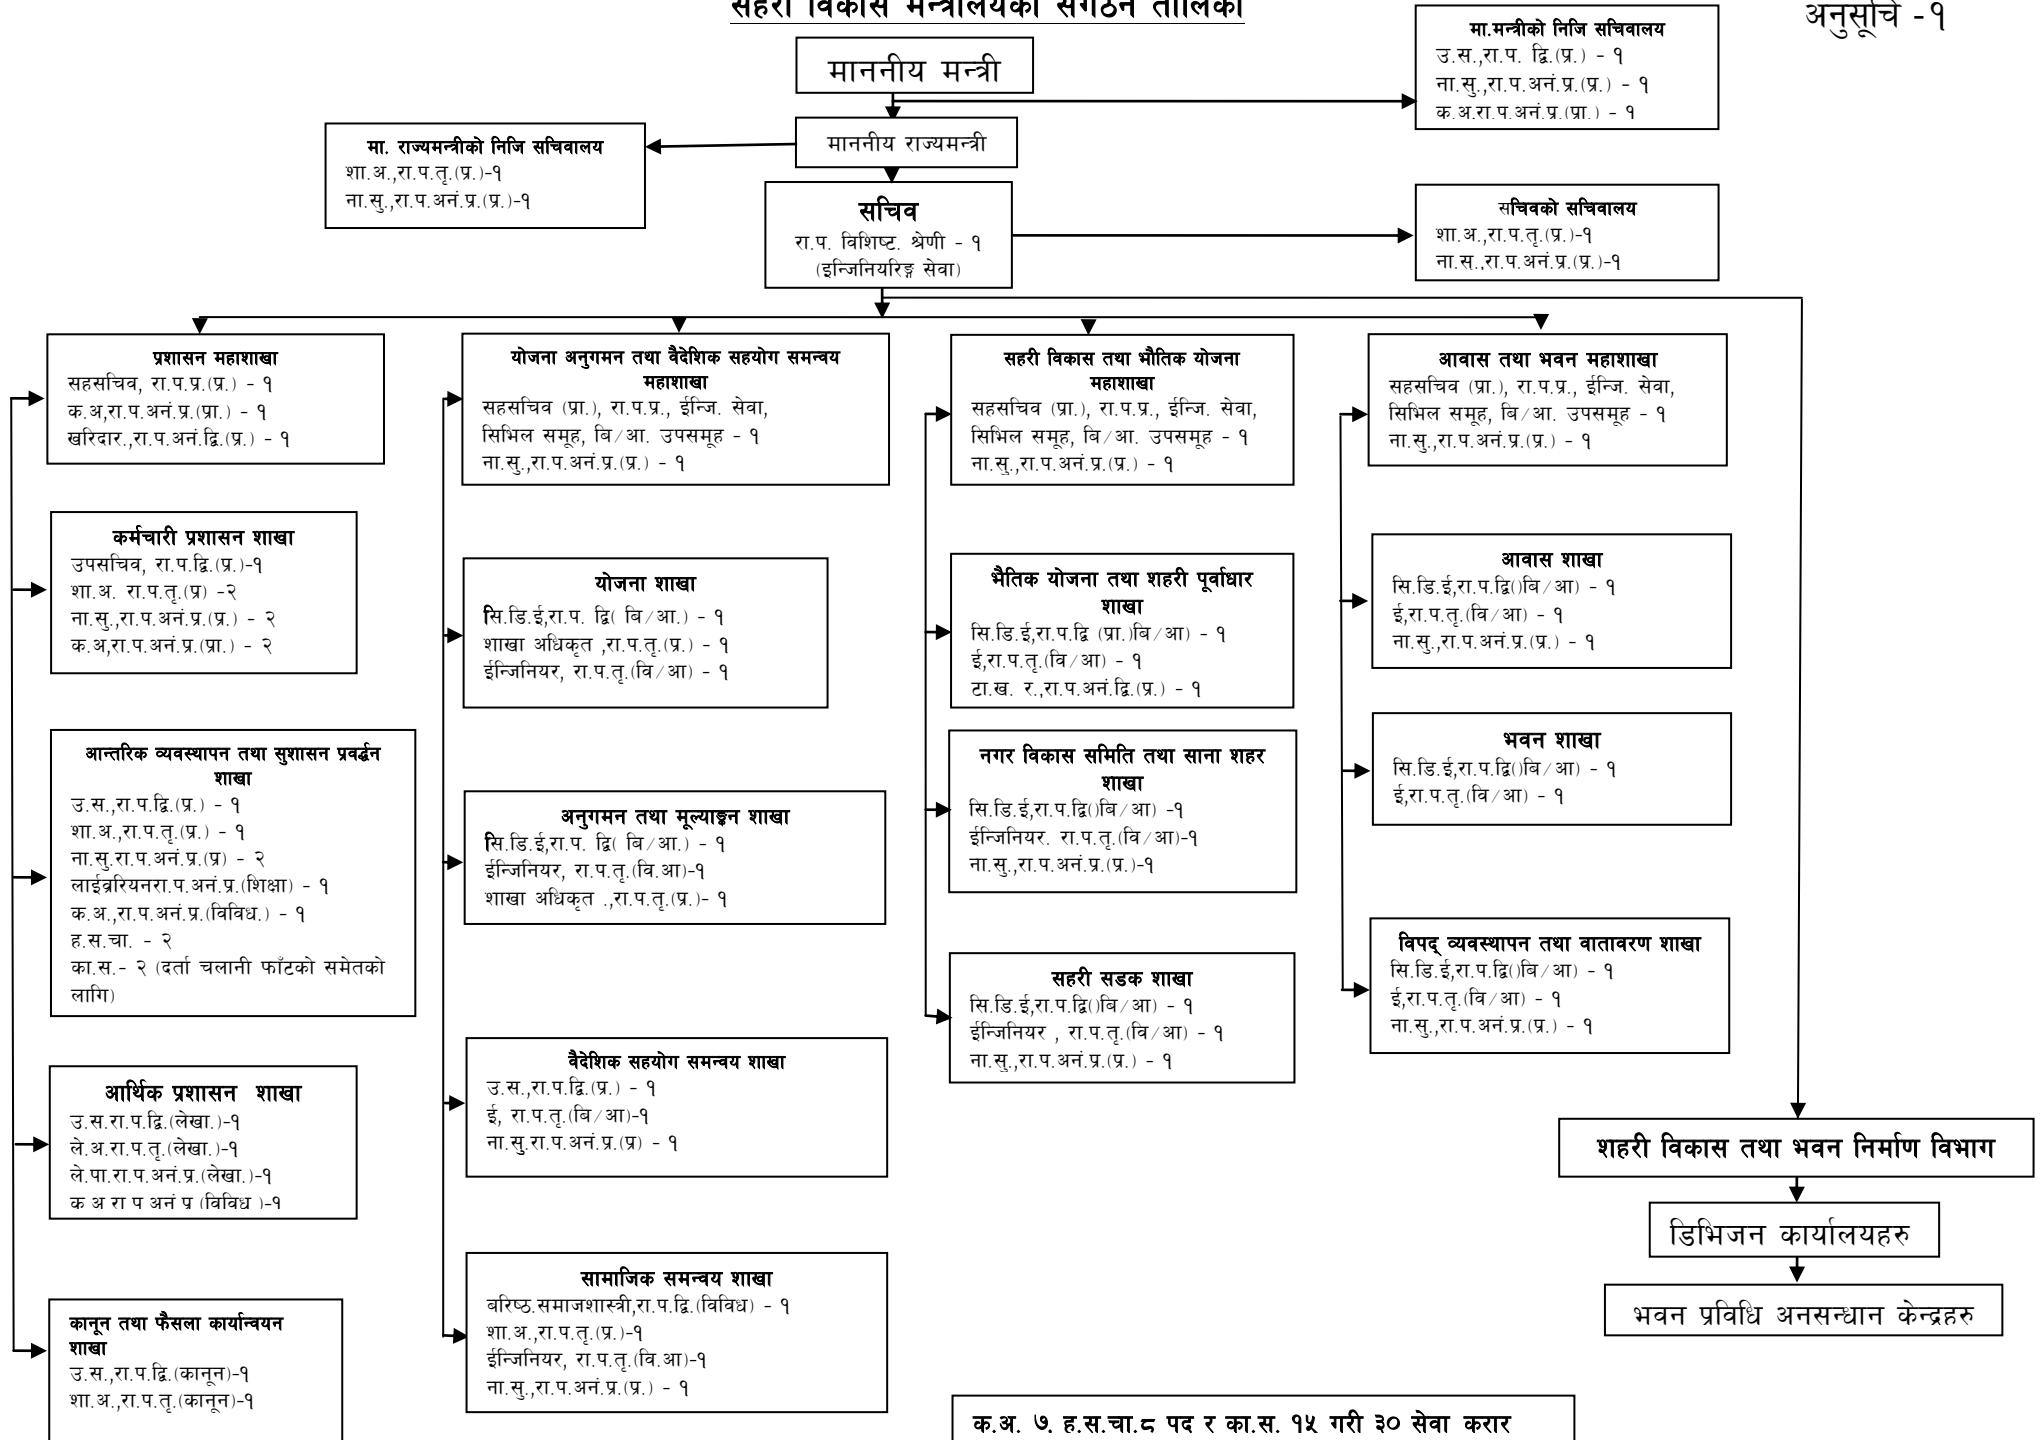 सहरी विकास मन्त्रालयको संगठन तालिका
अनुसूचि -१
माननीय मन्त्री
मा.मन्त्रीको निजि सचिवालय
उ.स.,रा.प. द्वि.(प्र.) - १
ना.सु.,रा.प.अनं.प्र.(प्र.) - १
क.अ.रा.प.अनं.प्र.(प्रा.) - १
माननीय राज्यमन्त्री
मा. राज्यमन्त्रीको निजि सचिवालय
शा.अ.,रा.प.तृ.(प्र.)-१
ना.सु.,रा.प.अनं.प्र.(प्र.)-१
सचिव
रा.प. विशिष्ट. श्रेणी - १
(इन्जिनियरिङ्ग सेवा)
सचिवको सचिवालय
शा.अ.,रा.प.तृ.(प्र.)-१
ना.सु.,रा.प.अनं.प्र.(प्र.)-१
प्रशासन महाशाखा
सहसचिव, रा.प.प्र.(प्र.) - १
क.अ,रा.प.अनं.प्र.(प्रा.) - १
खरिदार.,रा.प.अनं.द्वि.(प्र.) - १
कर्मचारी प्रशासन शाखा
उपसचिव, रा.प.द्वि.(प्र.)-१
शा.अ. रा.प.तृ.(प्र) -२
ना.सु.,रा.प.अनं.प्र.(प्र.) - २
क.अ,रा.प.अनं.प्र.(प्रा.) - २
आन्तरिक व्यवस्थापन तथा सुशासन प्रवर्द्धन
शाखा
उ.स.,रा.प.द्वि.(प्र.) - १
शा.अ.,रा.प.तृ.(प्र.) - १
ना.सु.रा.प.अनं.प्र.(प्र) - २
लाईब्ररियनरा.प.अनं.प्र.(शिक्षा) - १
क.अ.,रा.प.अनं.प्र.(विविध.) - १
ह.स.चा. - २
का.स.- २ (दर्ता चलानी फाँटको समेतको
लागि)
आर्थिक प्रशासन शाखा
उ.स.रा.प.द्वि.(लेखा.)-१
ले.अ.रा.प.तृ.(लेखा.)-१
ले.पा.रा.प.अनं.प्र.(लेखा.)-१
क अ रा प अनं प्र (विविध )-१
कानून तथा फैसला कार्यान्वयन
शाखा
उ.स.,रा.प.द्वि.(कानून)-१
शा.अ.,रा.प.तृ.(कानून)-१
योजना अनुगमन तथा वैदेशिक सहयोग समन्वय
महाशाखा
सहसचिव (प्रा.), रा.प.प्र., ईन्जि. सेवा,
सिभिल समूह, बि/आ. उपसमूह - १
ना.सु.,रा.प.अनं.प्र.(प्र.) - १
योजना शाखा
सि.डि.ई,रा.प. द्वि( बि/आ.) - १
शाखा अधिकृत ,रा.प.तृ.(प्र.) - १
ईन्जिनियर, रा.प.तृ.(वि/आ) - १
अनुगमन तथा मूल्याङ्कन शाखा
सि.डि.ई,रा.प. द्वि( बि/आ.) - १
ईन्जिनियर, रा.प.तृ.(वि.आ)-१
शाखा अधिकृत .,रा.प.तृ.(प्र.)- १
वैदेशिक सहयोग समन्वय शाखा
उ.स.,रा.प.द्वि.(प्र.) - १
ई, रा.प.तृ.(बि/आ)-१
ना.सु.रा.प.अनं.प्र.(प्र) - १
सामाजिक समन्वय शाखा
बरिष्ठ.समाजशास्त्री,रा.प.द्वि.(विविध) - १
शा.अ.,रा.प.तृ.(प्र.)-१
ईन्जिनियर, रा.प.तृ.(वि.आ)-१
ना.सु.,रा.प.अनं.प्र.(प्र.) - १
सहरी विकास तथा भौतिक योजना
महाशाखा
सहसचिव (प्रा.), रा.प.प्र., ईन्जि. सेवा,
सिभिल समूह, बि/आ. उपसमूह - १
ना.सु.,रा.प.अनं.प्र.(प्र.) - १
भैतिक योजना तथा शहरी पूर्वाधार
शाखा
सि.डि.ई,रा.प.द्वि (प्रा.)बि/आ) - १
ई,रा.प.तृ.(वि/आ) - १
टा.ख. र.,रा.प.अनं.द्वि.(प्र.) - १
नगर विकास समिति तथा साना शहर
शाखा
सि.डि.ई,रा.प.द्वि()बि/आ) -१
ईन्जिनियर. रा.प.तृ.(वि/आ)-१
ना.सु.,रा.प.अनं.प्र.(प्र.)-१
सहरी सडक शाखा
सि.डि.ई,रा.प.द्वि()बि/आ) - १
ईन्जिनियर , रा.प.तृ.(वि/आ) - १
ना.सु.,रा.प.अनं.प्र.(प्र.) - १
आवास तथा भवन महाशाखा
सहसचिव (प्रा.), रा.प.प्र., ईन्जि. सेवा,
सिभिल समूह, बि/आ. उपसमूह - १
ना.सु.,रा.प.अनं.प्र.(प्र.) - १
आवास शाखा
सि.डि.ई,रा.प.द्वि()बि/आ) - १
ई,रा.प.तृ.(वि/आ) - १
ना.सु.,रा.प.अनं.प्र.(प्र.) - १
भवन शाखा
सि.डि.ई,रा.प.द्वि()बि/आ) - १
ई,रा.प.तृ.(वि/आ) - १
विपद् व्यवस्थापन तथा वातावरण शाखा
सि.डि.ई,रा.प.द्वि()बि/आ) - १
ई,रा.प.तृ.(वि/आ) - १
ना.सु.,रा.प.अनं.प्र.(प्र.) - १
शहरी विकास तथा भवन निर्माण विभाग
डिभिजन कार्यालयहरु
भवन प्रविधि अनसन्धान केन्द्रहरु
क.अ. ७, ह.स.चा.८ पद र का.स. १५ गरी ३० सेवा करार